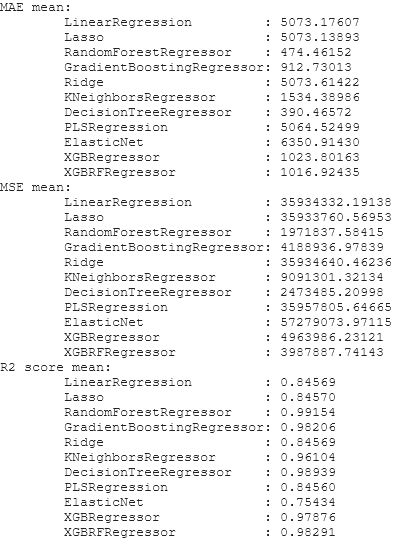 MAE mean:
LinearRegression : 5073.17607
Lasso : 5073.13893
RandomForestRegressor : 474.46152
GradientBoostingRegressor: 912.73013
Ridge : 5073.61422
KNeighborsRegressor : 1534.38986
DecisionTreeRegressor : 390.46572
PLSRegression : 5064.52499
ElasticNet : 6350.91430
XGBRegressor : 1023.80163
XGBRFRegressor : 1016.92435
MSE mean:
LinearRegression : 35934332.19138
Lasso : 35933760.56953
RandomForestRegressor : 1971837.58415
GradientBoostingRegressor: 4188936.97839
Ridge : 35934640.46236
KNeighborsRegressor : 9091301.32134
DecisionTreeRegressor : 2473485.20998
PLSRegression : 35957805.64665
ElasticNet : 57279073.97115
XGBRegressor : 4963986.23121
XGBRFRegressor : 3987887.74143
R2 score mean:
LinearRegression : 0.84569
Lasso : 0.84570
RandomForestRegressor : 0.99154
GradientBoostingRegressor: 0.98206
Ridge : 0.84569
KNeighborsRegressor : 0.96104
DecisionTreeRegressor : 0.98939
PLSRegression : 0.84560
ElasticNet : 0.75434
XGBRegressor : 0.97876
XGBRFRegressor : 0.98291